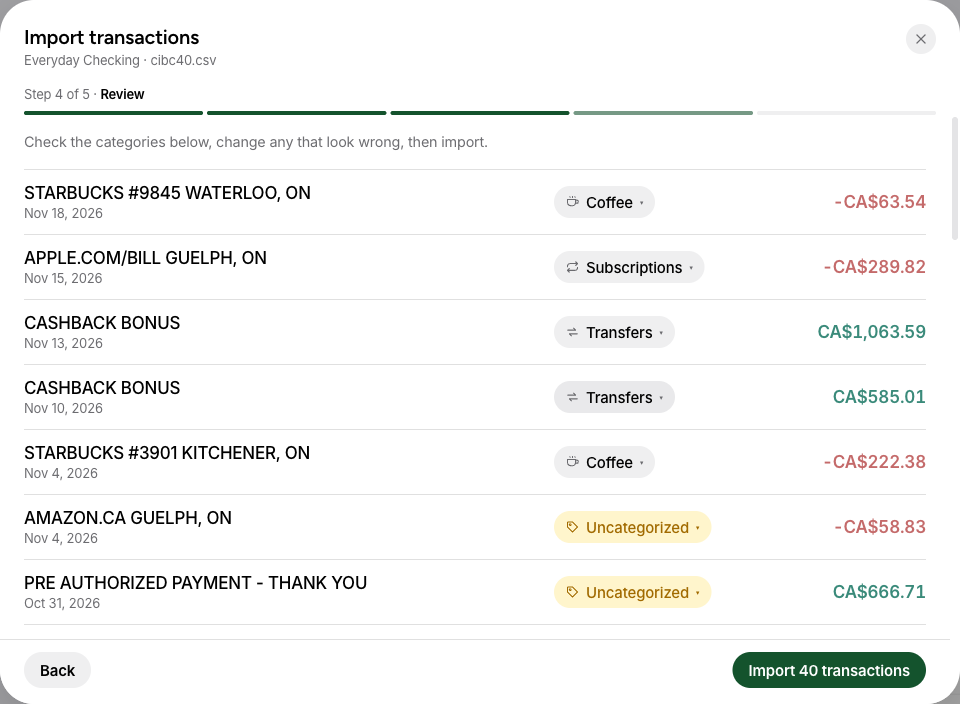 Import transactions
Everyday Checking · cibc40.csv
Step 4 of 5 · Review
Check the categories below, change any that look wrong, then import.
STARBUCKS #9845 WATERLOO, ON
Nov 18, 2026
Coffee
-CA$63.54
APPLE.COM/BILL GUELPH, ON
Nov 15, 2026
Subscriptions
-CA$289.82
CASHBACK BONUS
Nov 13, 2026
Transfers
CA$1,063.59
CASHBACK BONUS
Nov 10, 2026
Transfers
CA$585.01
STARBUCKS #3901 KITCHENER, ON
Nov 4, 2026
Coffee
-CA$222.38
AMAZON.CA GUELPH, ON
Nov 4, 2026
Uncategorized
-CA$58.83
PRE AUTHORIZED PAYMENT - THANK YOU
Oct 31, 2026
Uncategorized
CA$666.71
Back
Import 40 transactions